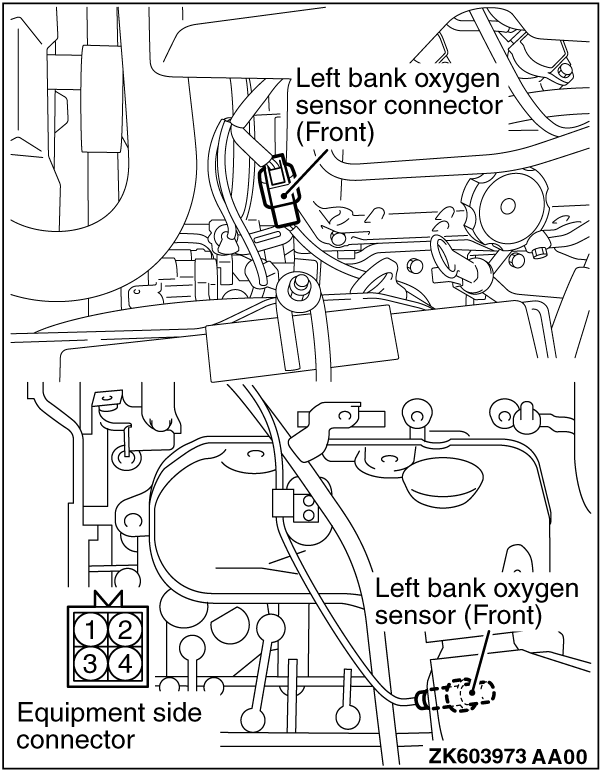 Left bank oxygen
sensor connector
(Front)
Left bank oxygen
sensor (Front)
1 2
3 4
Equipment side
connector
ZK603973 AA00